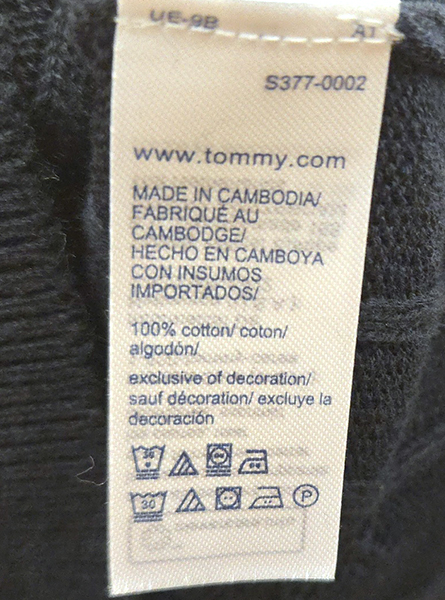 UE-9B A1
S377-0002
www.tommy.com
MADE IN CAMBODIA/
FABRIQUÉ AU
CAMBODGE/
HECHO EN CAMBOYA
CON INSUMOS
IMPORTADOS/
100% cotton/ coton/
algodón/
exclusive of decoration/
sauf décoration/ excluye la
decoración
30
30 P